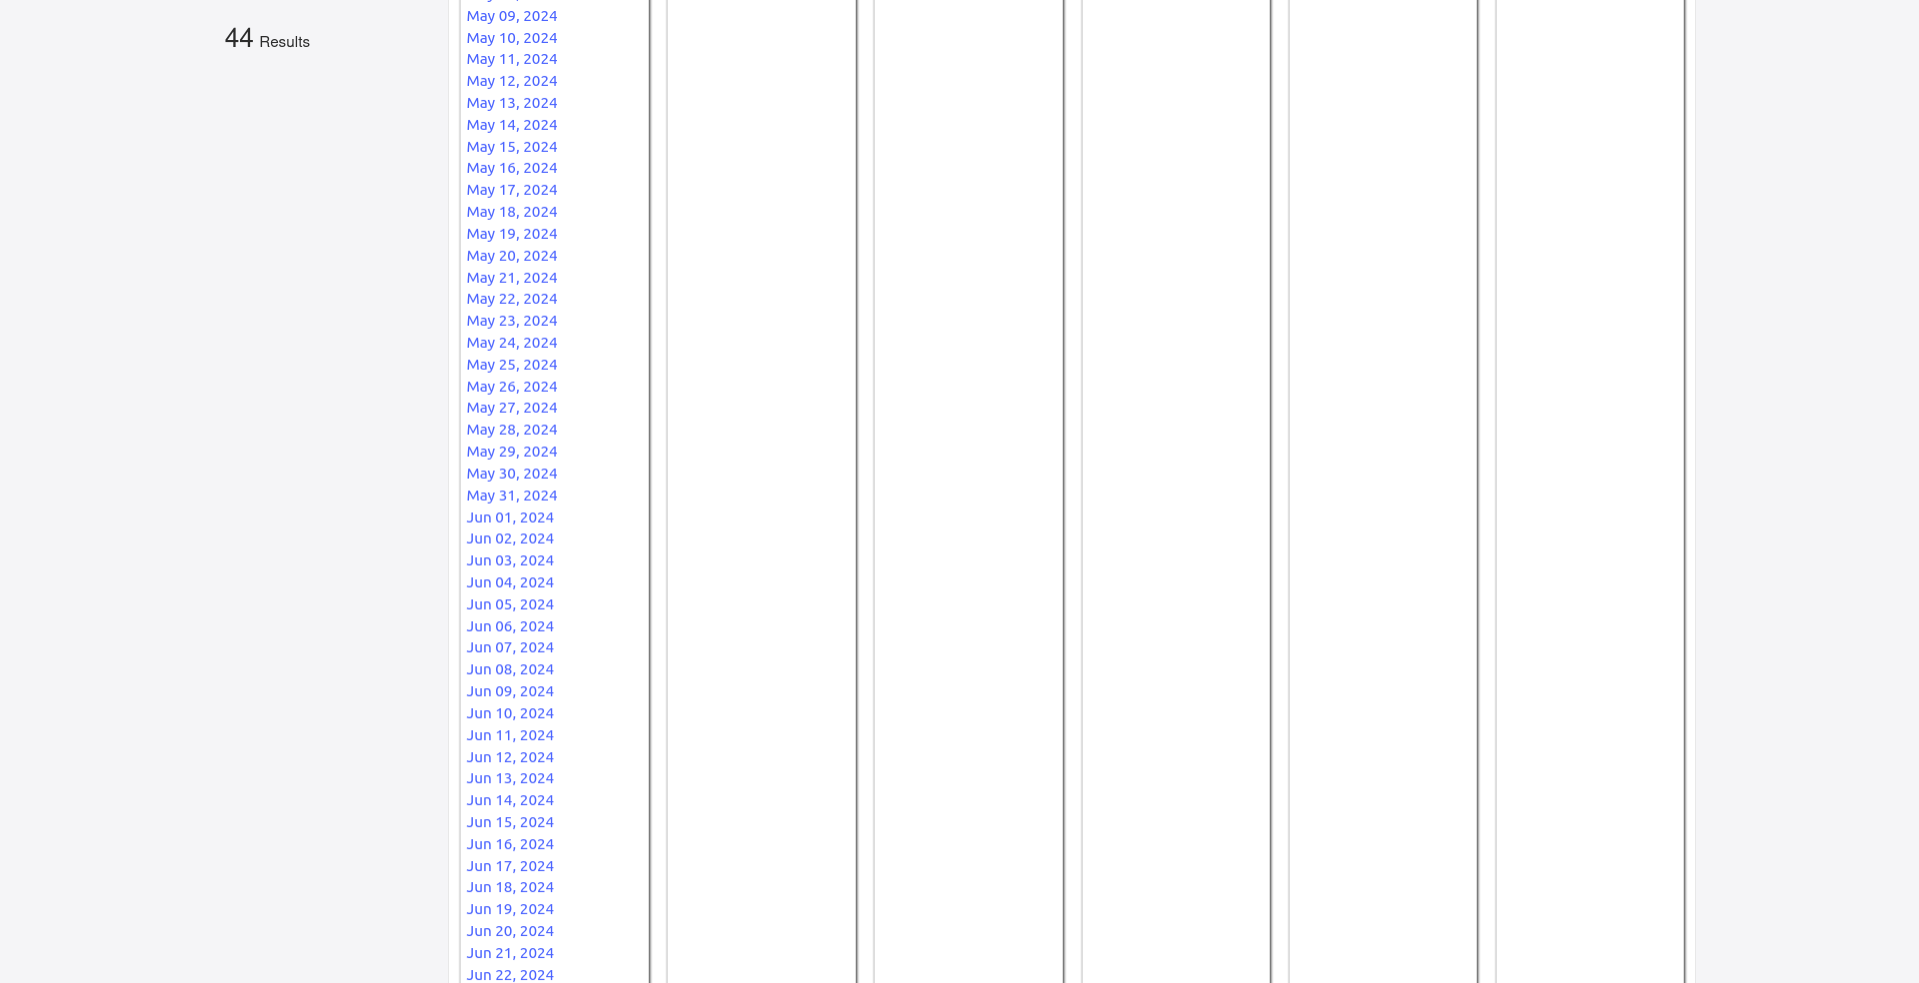 44 Results
May 09, 2024
May 10, 2024
May 11, 2024
May 12, 2024
May 13, 2024
May 14, 2024
May 15, 2024
May 16, 2024
May 17, 2024
May 18, 2024
May 19, 2024
May 20, 2024
May 21, 2024
May 22, 2024
May 23, 2024
May 24, 2024
May 25, 2024
May 26, 2024
May 27, 2024
May 28, 2024
May 29, 2024
May 30, 2024
May 31, 2024
Jun 01, 2024
Jun 02, 2024
Jun 03, 2024
Jun 04, 2024
Jun 05, 2024
Jun 06, 2024
Jun 07, 2024
Jun 08, 2024
Jun 09, 2024
Jun 10, 2024
Jun 11, 2024
Jun 12, 2024
Jun 13, 2024
Jun 14, 2024
Jun 15, 2024
Jun 16, 2024
Jun 17, 2024
Jun 18, 2024
Jun 19, 2024
Jun 20, 2024
Jun 21, 2024
Jun 22, 2024